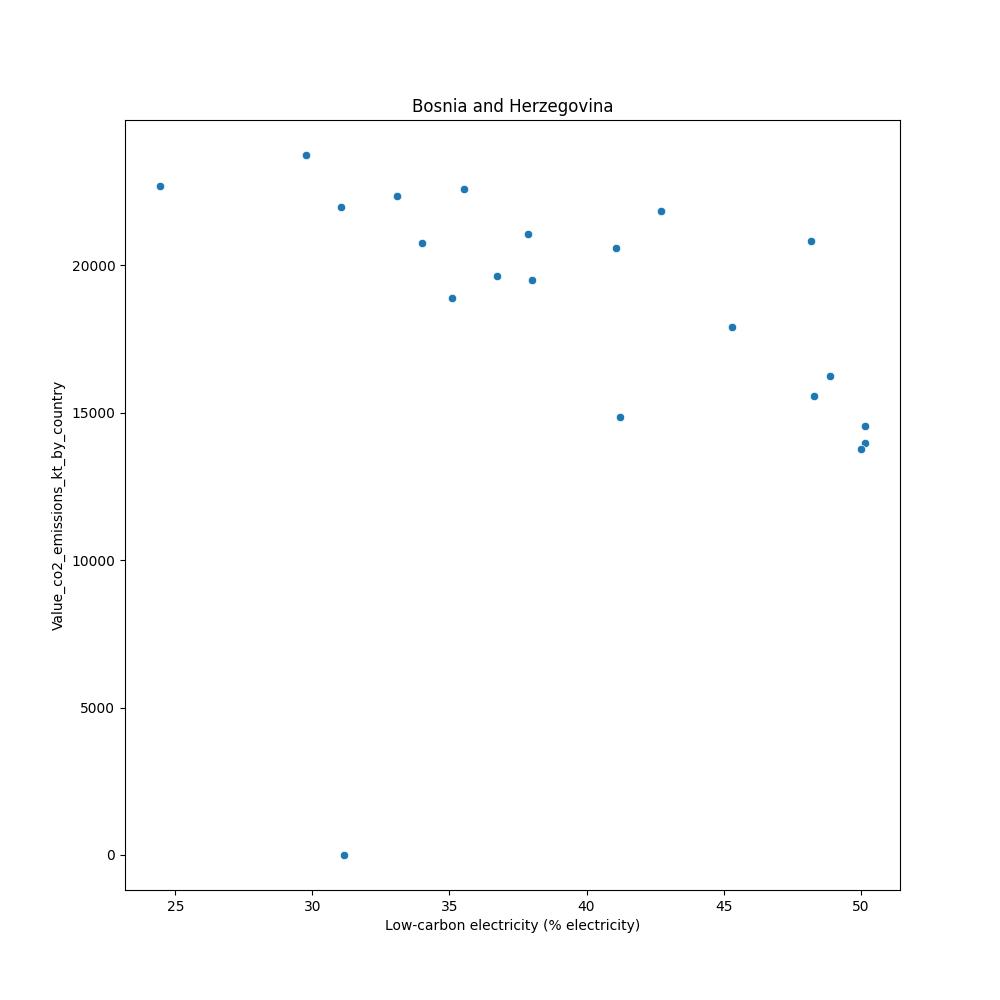 Bosnia and Herzegovina
Value_co2_emissions_kt_by_country
20000
15000
10000
5000
0
25 30 35 40 45 50
Low-carbon electricity (% electricity)